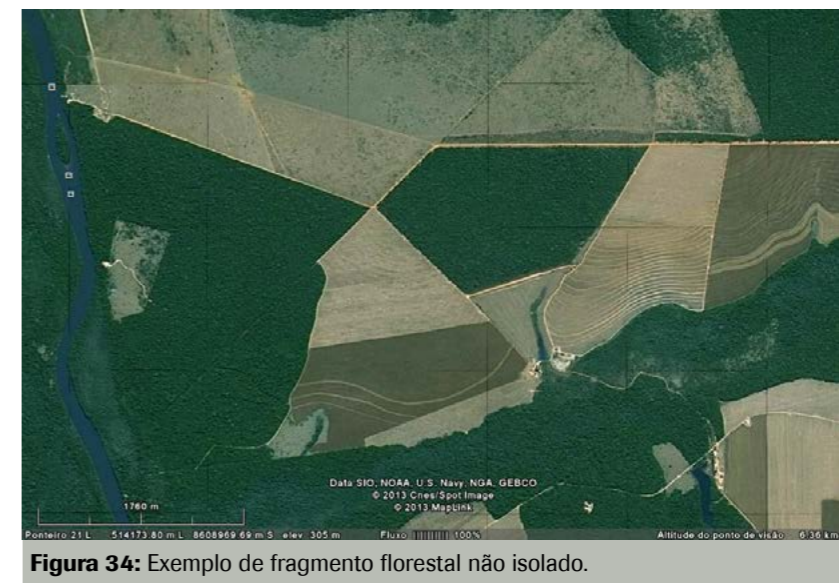 Data SIO, NOAA, U.S. Navy, NGA, GEBCO
© 2013 Cnes/Spot Image
© 2013 MapLink
1760 m
Ponteiro 21 L 514173.80 m L 8608969.69 m S elev 305 m Fluxo ||||||||| 100% Altitude do ponto de visão 6.36 km
Figura 34: Exemplo de fragmento florestal não isolado.